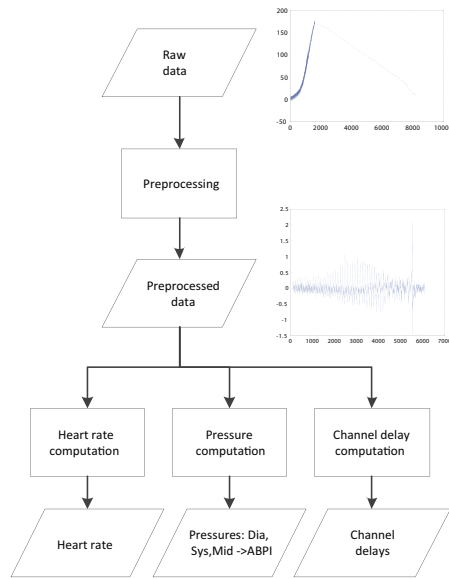 Raw
data
200
150
100
50
0
-50
0 2000 4000 6000 8000 1000
Preprocessing
2.5
2
1.5
1
0.5
0
-0.5
-1
-1.5
0 1000 2000 3000 4000 5000 6000 7000
Preprocessed
data
Heart rate
computation
Pressure
computation
Channel delay
computation
Heart rate
Pressures: Dia,
Sys,Mid ->ABPI
Channel
delays